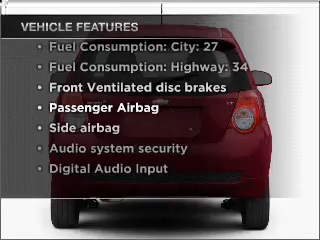 VEHICLE FEATURES
• Fuel Consumption: City: 27
• Fuel Consumption: Highway: 34
• Front Ventilated disc brakes
• Passenger Airbag
• Side airbag
• Audio system security
• Digital Audio Input